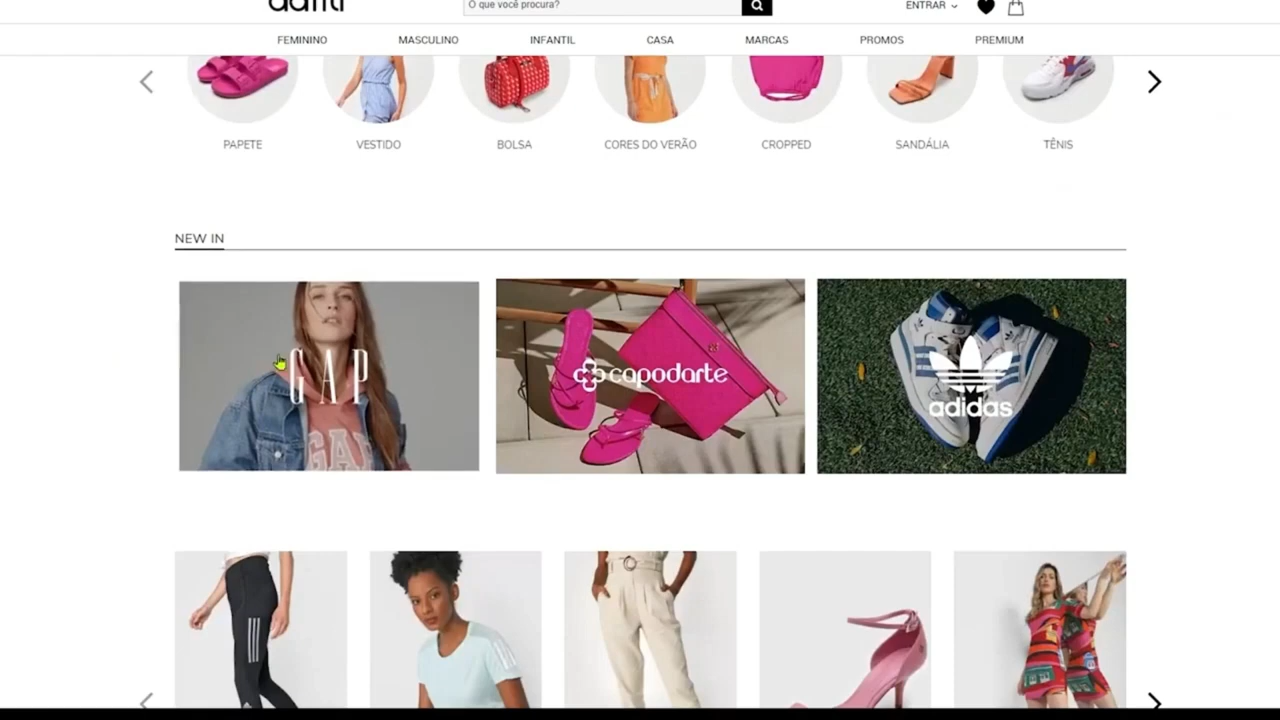 dafiti
O que você procura?
ENTRAR
FEMININO MASCULINO INFANTIL CASA MARCAS PROMOS PREMIUM
PAPETE VESTIDO BOLSA CORES DO VERÃO CROPPED SANDÁLIA TÊNIS
NEW IN
GAP
capodarte
adidas
GAP